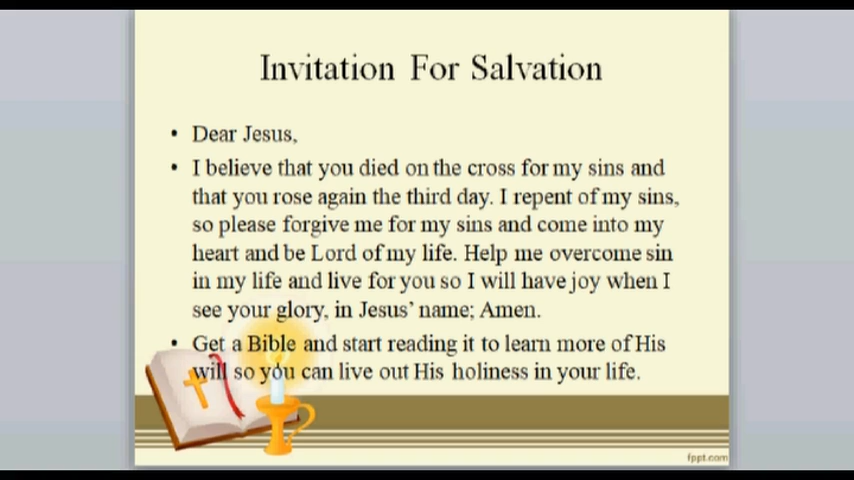 Invitation For Salvation
• Dear Jesus,
• I believe that you died on the cross for my sins and
that you rose again the third day. I repent of my sins,
so please forgive me for my sins and come into my
heart and be Lord of my life. Help me overcome sin
in my life and live for you so I will have joy when I
see your glory, in Jesus’ name; Amen.
• Get a Bible and start reading it to learn more of His
will so you can live out His holiness in your life.
fppt.com